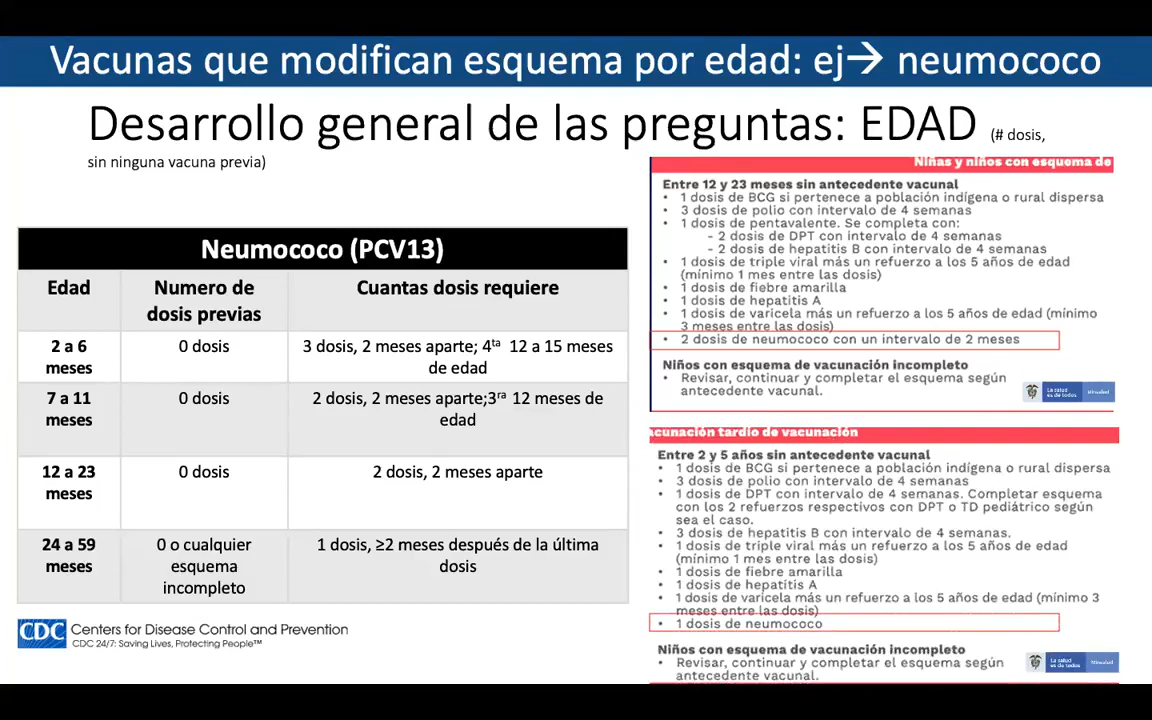 Vacunas que modifican esquema por edad: ej→ neumococo
Desarrollo general de las preguntas: EDAD (# dosis,
sin ninguna vacuna previa)
Neumococo (PCV13)
Edad
Numero de
dosis previas
Cuantas dosis requiere
2 a 6
meses
0 dosis
3 dosis, 2 meses aparte; 4ta 12 a 15 meses
de edad
7 a 11
meses
0 dosis
2 dosis, 2 meses aparte;3ra 12 meses de
edad
12 a 23
meses
0 dosis
2 dosis, 2 meses aparte
24 a 59
meses
0 o cualquier
esquema
incompleto
1 dosis, ≥2 meses después de la última
dosis
CDC Centers for Disease Control and Prevention
CDC 24/7: Saving Lives, Protecting People™
Niñas y niños con esquema de
Entre 12 y 23 meses sin antecedente vacunal
• 1 dosis de BCG si pertenece a población indígena o rural dispersa
• 3 dosis de polio con intervalo de 4 semanas
• 1 dosis de pentavalente. Se completa con:
- 2 dosis de DPT con intervalo de 4 semanas
- 2 dosis de hepatitis B con intervalo de 4 semanas
• 1 dosis de triple viral más un refuerzo a los 5 años de edad
(mínimo 1 mes entre las dosis)
• 1 dosis de fiebre amarilla
• 1 dosis de hepatitis A
• 1 dosis de varicela más un refuerzo a los 5 años de edad (mínimo
3 meses entre las dosis)
• 2 dosis de neumococo con un intervalo de 2 meses
Niños con esquema de vacunación incompleto
• Revisar, continuar y completar el esquema según
antecedente vacunal.
La salud
es de todos
Minsalud
acunación tardío de vacunación
Entre 2 y 5 años sin antecedente vacunal
• 1 dosis de BCG si pertenece a población indígena o rural dispersa
• 3 dosis de polio con intervalo de 4 semanas
• 1 dosis de DPT con intervalo de 4 semanas. Completar esquema
con los 2 refuerzos respectivos con DPT o TD pediátrico según
sea el caso.
• 3 dosis de hepatitis B con intervalo de 4 semanas.
• 1 dosis de triple viral más un refuerzo a los 5 años de edad
(mínimo 1 mes entre las dosis)
• 1 dosis de fiebre amarilla
• 1 dosis de hepatitis A
• 1 dosis de varicela más un refuerzo a los 5 años de edad (mínimo 3
meses entre las dosis)
• 1 dosis de neumococo
Niños con esquema de vacunación incompleto
• Revisar, continuar y completar el esquema según
antecedente vacunal.
La salud
es de todos
Minsalud